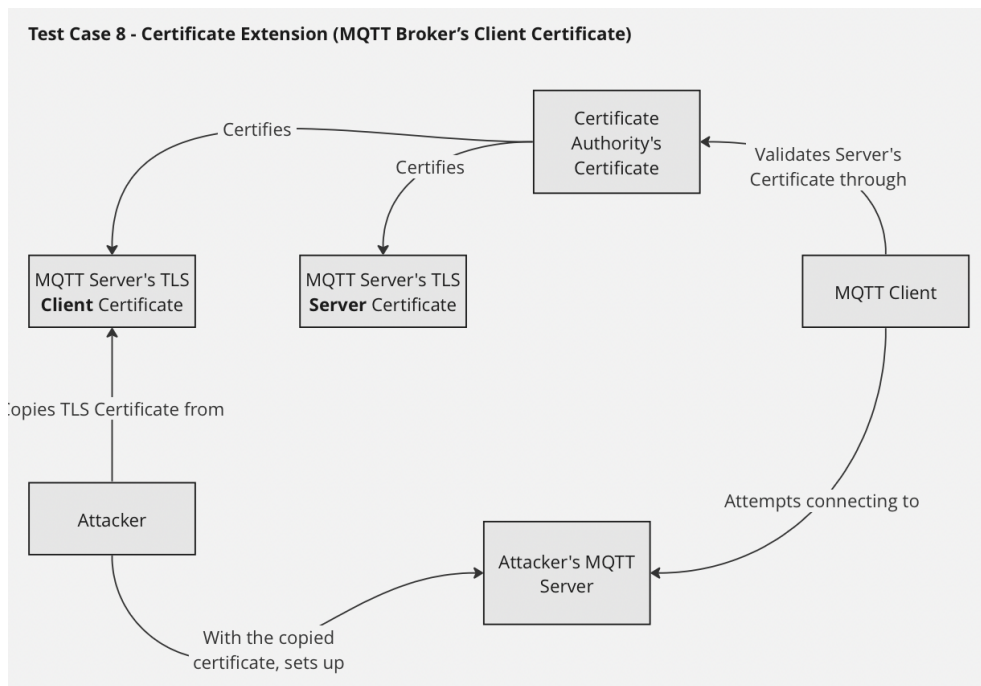 Test Case 8 - Certificate Extension (MQTT Broker’s Client Certificate)
Certificate
Authority's
Certificate
Certifies
Certifies
Validates Server's
Certificate through
MQTT Server's TLS
Client Certificate
MQTT Server's TLS
Server Certificate
MQTT Client
Copies TLS Certificate from
Attacker
Attempts connecting to
Attacker's MQTT
Server
With the copied
certificate, sets up